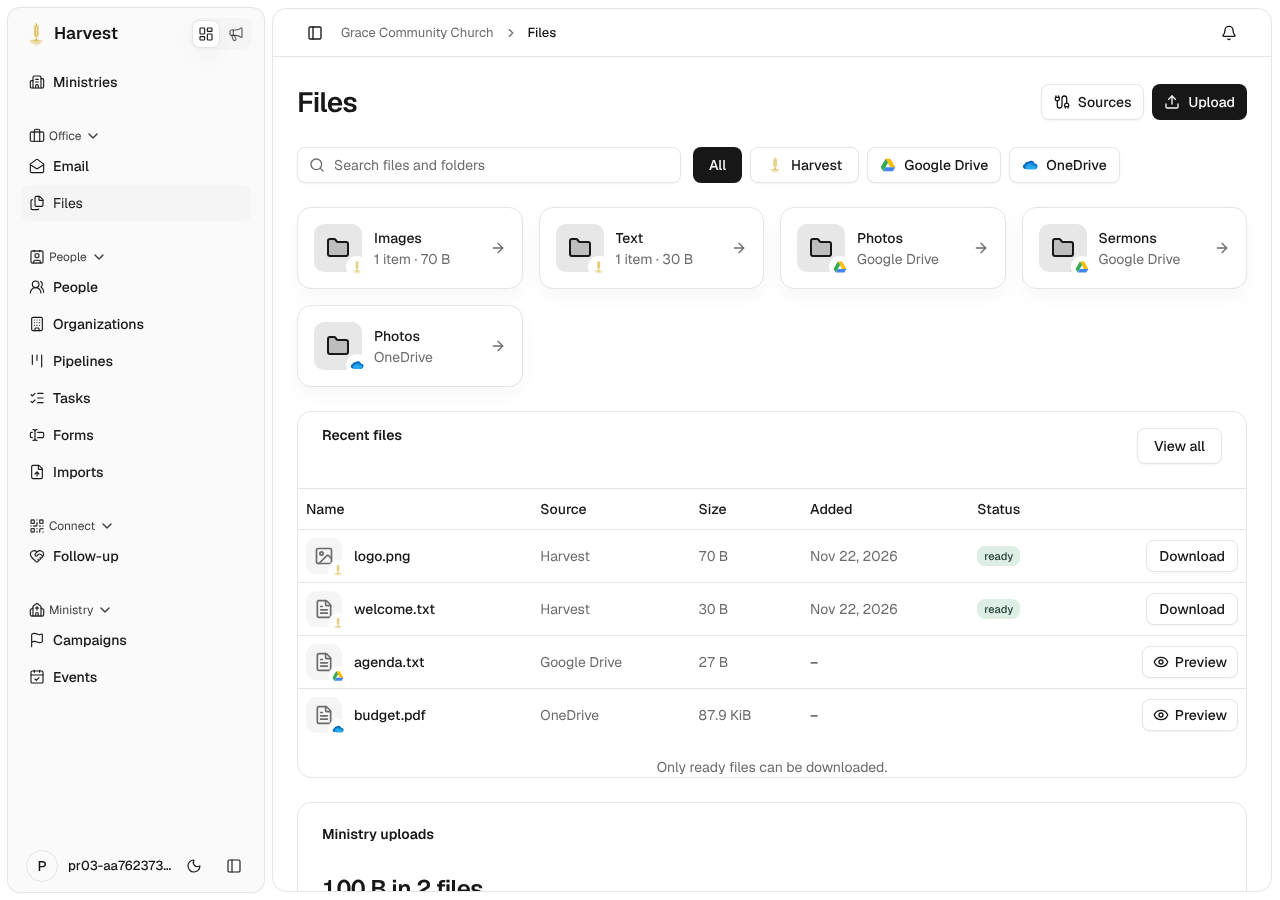 Harvest
Ministries
Office
Email
Files
People
People
Organizations
Pipelines
Tasks
Forms
Imports
Connect
Follow-up
Ministry
Campaigns
Events
P
pr03-aa762373...
Grace Community Church > Files
Files
Sources
Upload
Search files and folders
All
Harvest
Google Drive
OneDrive
Images
1 item · 70 B
Text
1 item · 30 B
Photos
Google Drive
Sermons
Google Drive
Photos
OneDrive
Recent files
View all
Name Source Size Added Status
logo.png Harvest 70 B Nov 22, 2026 ready Download
welcome.txt Harvest 30 B Nov 22, 2026 ready Download
agenda.txt Google Drive 27 B – Preview
budget.pdf OneDrive 87.9 KiB – Preview
Only ready files can be downloaded.
Ministry uploads
100 B in 2 files